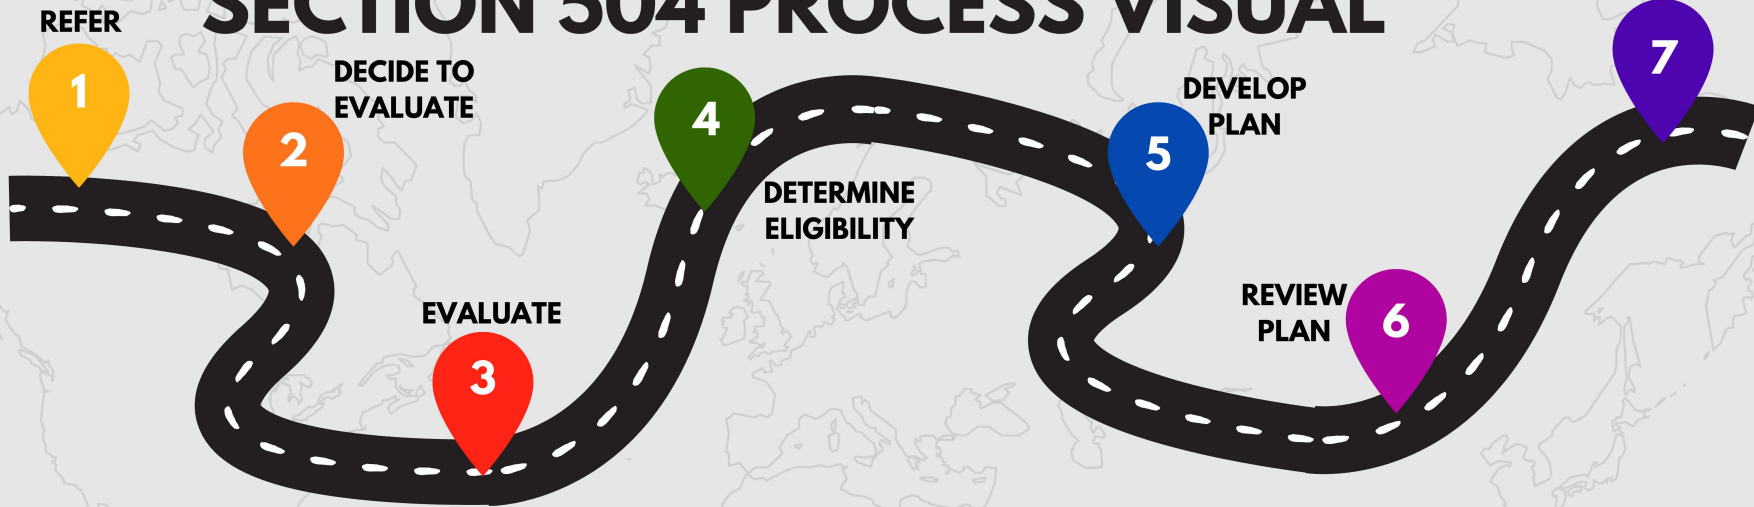 SECTION 504 PROCESS VISUAL
REFER
1
DECIDE TO
EVALUATE
2
EVALUATE
3
4
DETERMINE
ELIGIBILITY
DEVELOP
PLAN
5
REVIEW
PLAN
6
7